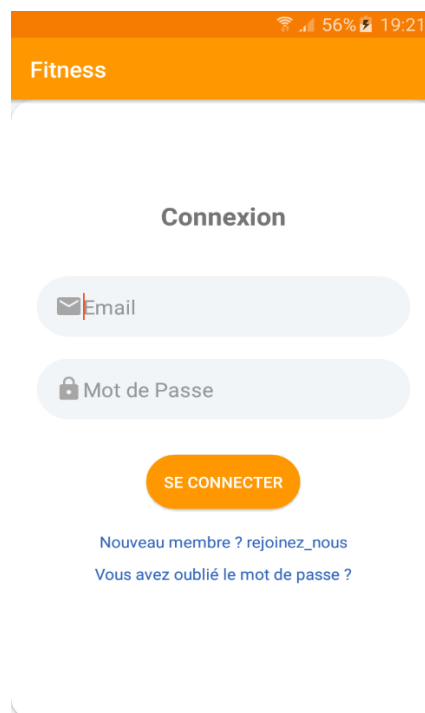 56% 19:21
Fitness
Connexion
Email
Mot de Passe
SE CONNECTER
Nouveau membre ? rejoinez_nous
Vous avez oublié le mot de passe ?